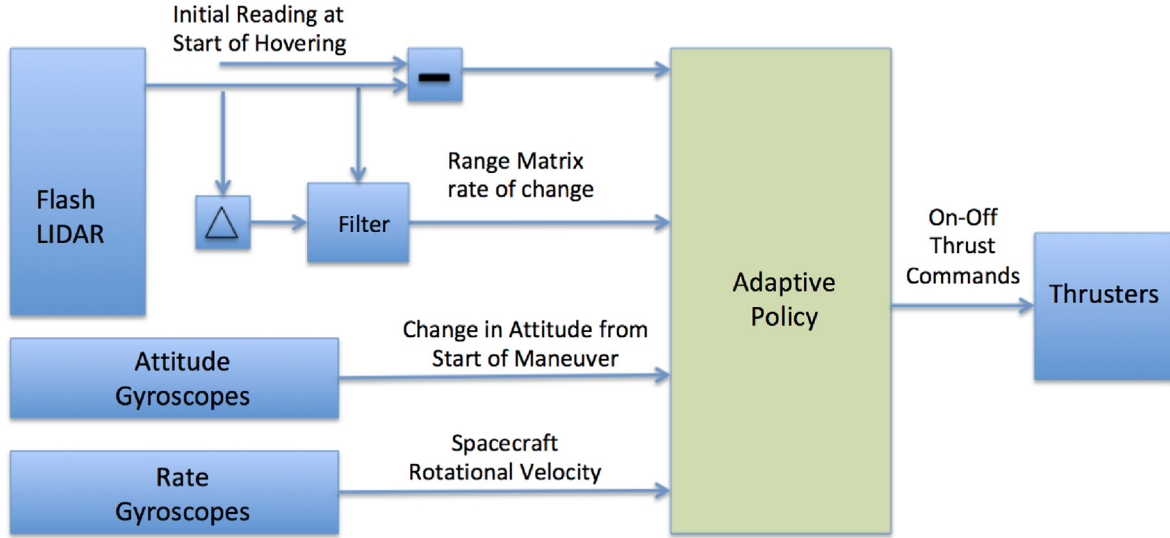 Initial Reading at
Start of Hovering
Flash
LIDAR
△
Filter
Range Matrix
rate of change
Attitude
Gyroscopes
Change in Attitude from
Start of Maneuver
Rate
Gyroscopes
Spacecraft
Rotational Velocity
Adaptive
Policy
On-Off
Thrust
Commands
Thrusters